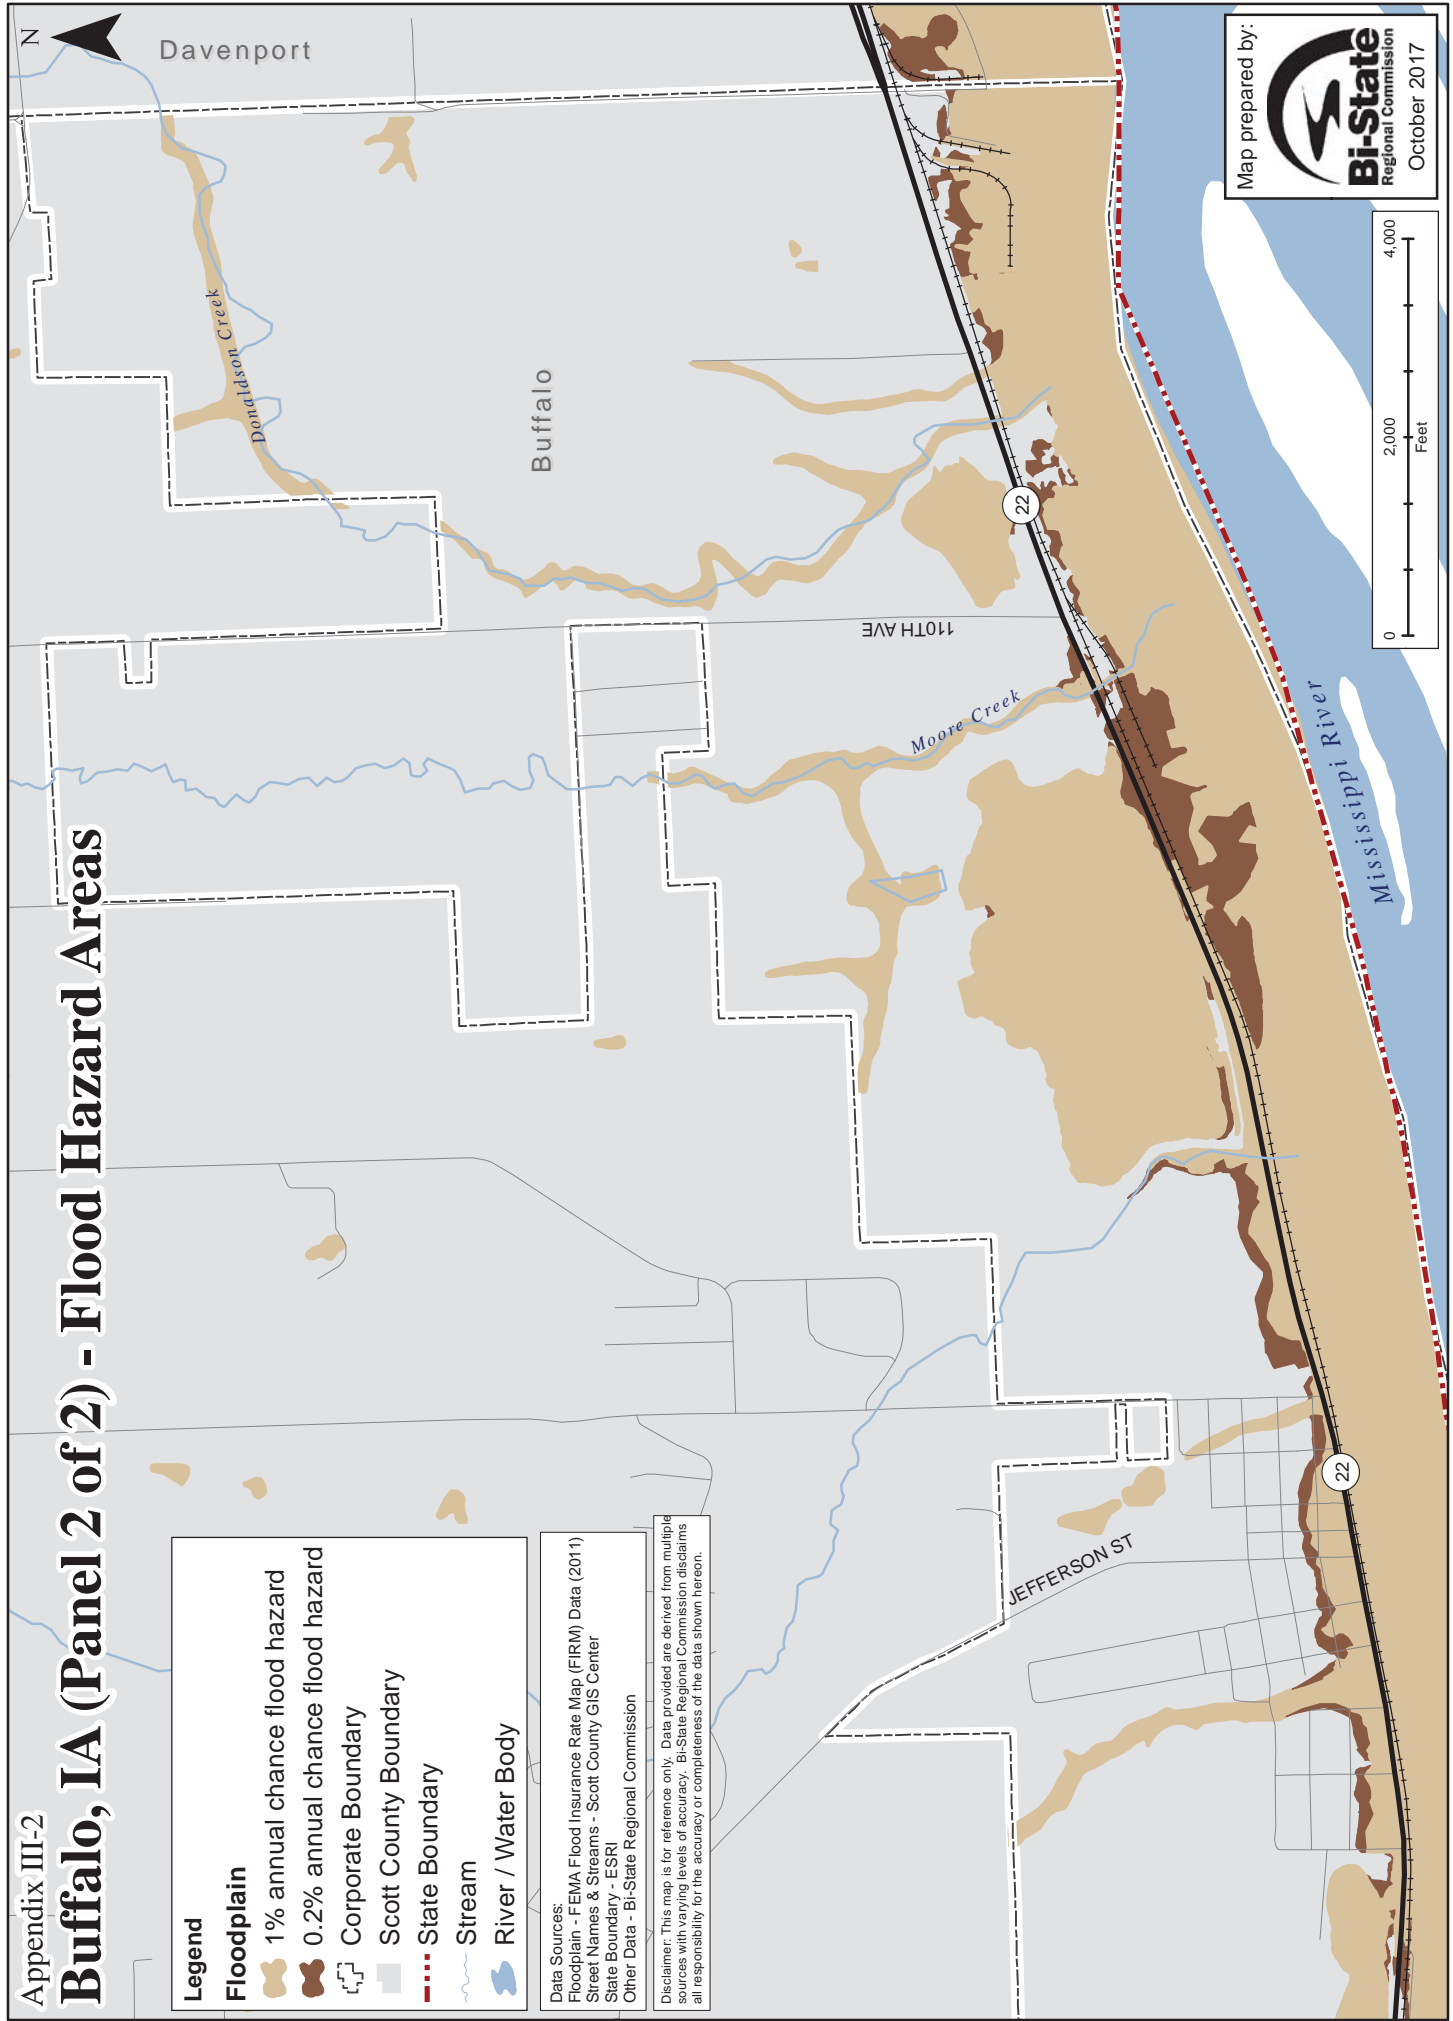 Appendix III-2
Buffalo, IA (Panel 2 of 2) - Flood Hazard Areas
N
Davenport
Donaldson Creek
Buffalo
110TH AVE
Moore Creek
22
Mississippi River
JEFFERSON ST
22
Legend
Floodplain
1% annual chance flood hazard
0.2% annual chance flood hazard
Corporate Boundary
Scott County Boundary
State Boundary
Stream
River / Water Body
Data Sources:
Floodplain - FEMA Flood Insurance Rate Map (FIRM) Data (2011)
Street Names & Streams - Scott County GIS Center
State Boundary - ESRI
Other Data - Bi-State Regional Commission
Disclaimer: This map is for reference only. Data provided are derived from multiple
sources with varying levels of accuracy. Bi-State Regional Commission disclaims
all responsibility for the accuracy or completeness of the data shown hereon.
0 2,000 4,000
Feet
Map prepared by:
Bi-State
Regional Commission
October 2017